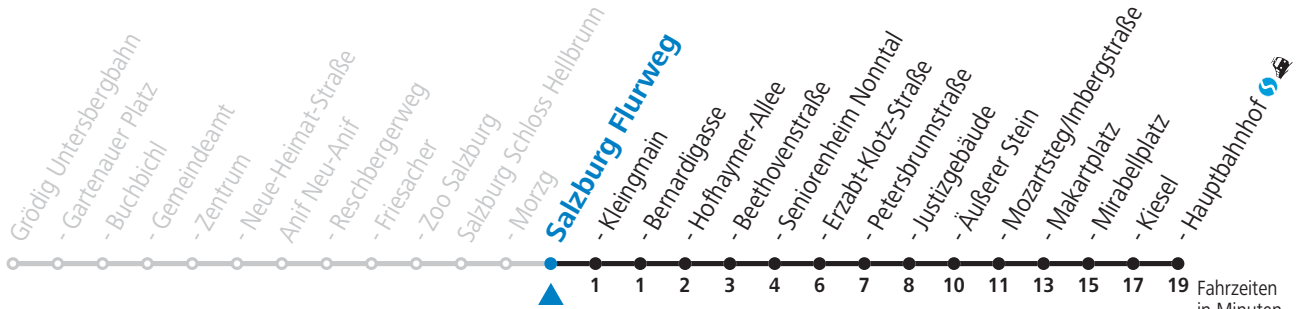 Grödig Untersbergbahn
- Gartenauer Platz
- Buchbichl
- Gemeindeamt
- Zentrum
- Neue-Heimat-Straße
Anif Neu-Anif
- Reschbergerweg
- Friesacher
- Zoo Salzburg
Salzburg Schloss Hellbrunn
- Morzg
Salzburg Flurweg
- Kleingmain
- Bernardigasse
- Hofhaymer-Allee
- Beethovenstraße
- Seniorenheim Nonntal
- Erzabt-Klotz-Straße
- Petersbrunnstraße
- Justizgebäude
- Äußerer Stein
- Mozartsteg/Imbergstraße
- Makartplatz
- Mirabellplatz
- Kiesel
- Hauptbahnhof
1 1 2 3 4 6 7 8 10 11 13 15 17 19 Fahrzeiten
in Minuten